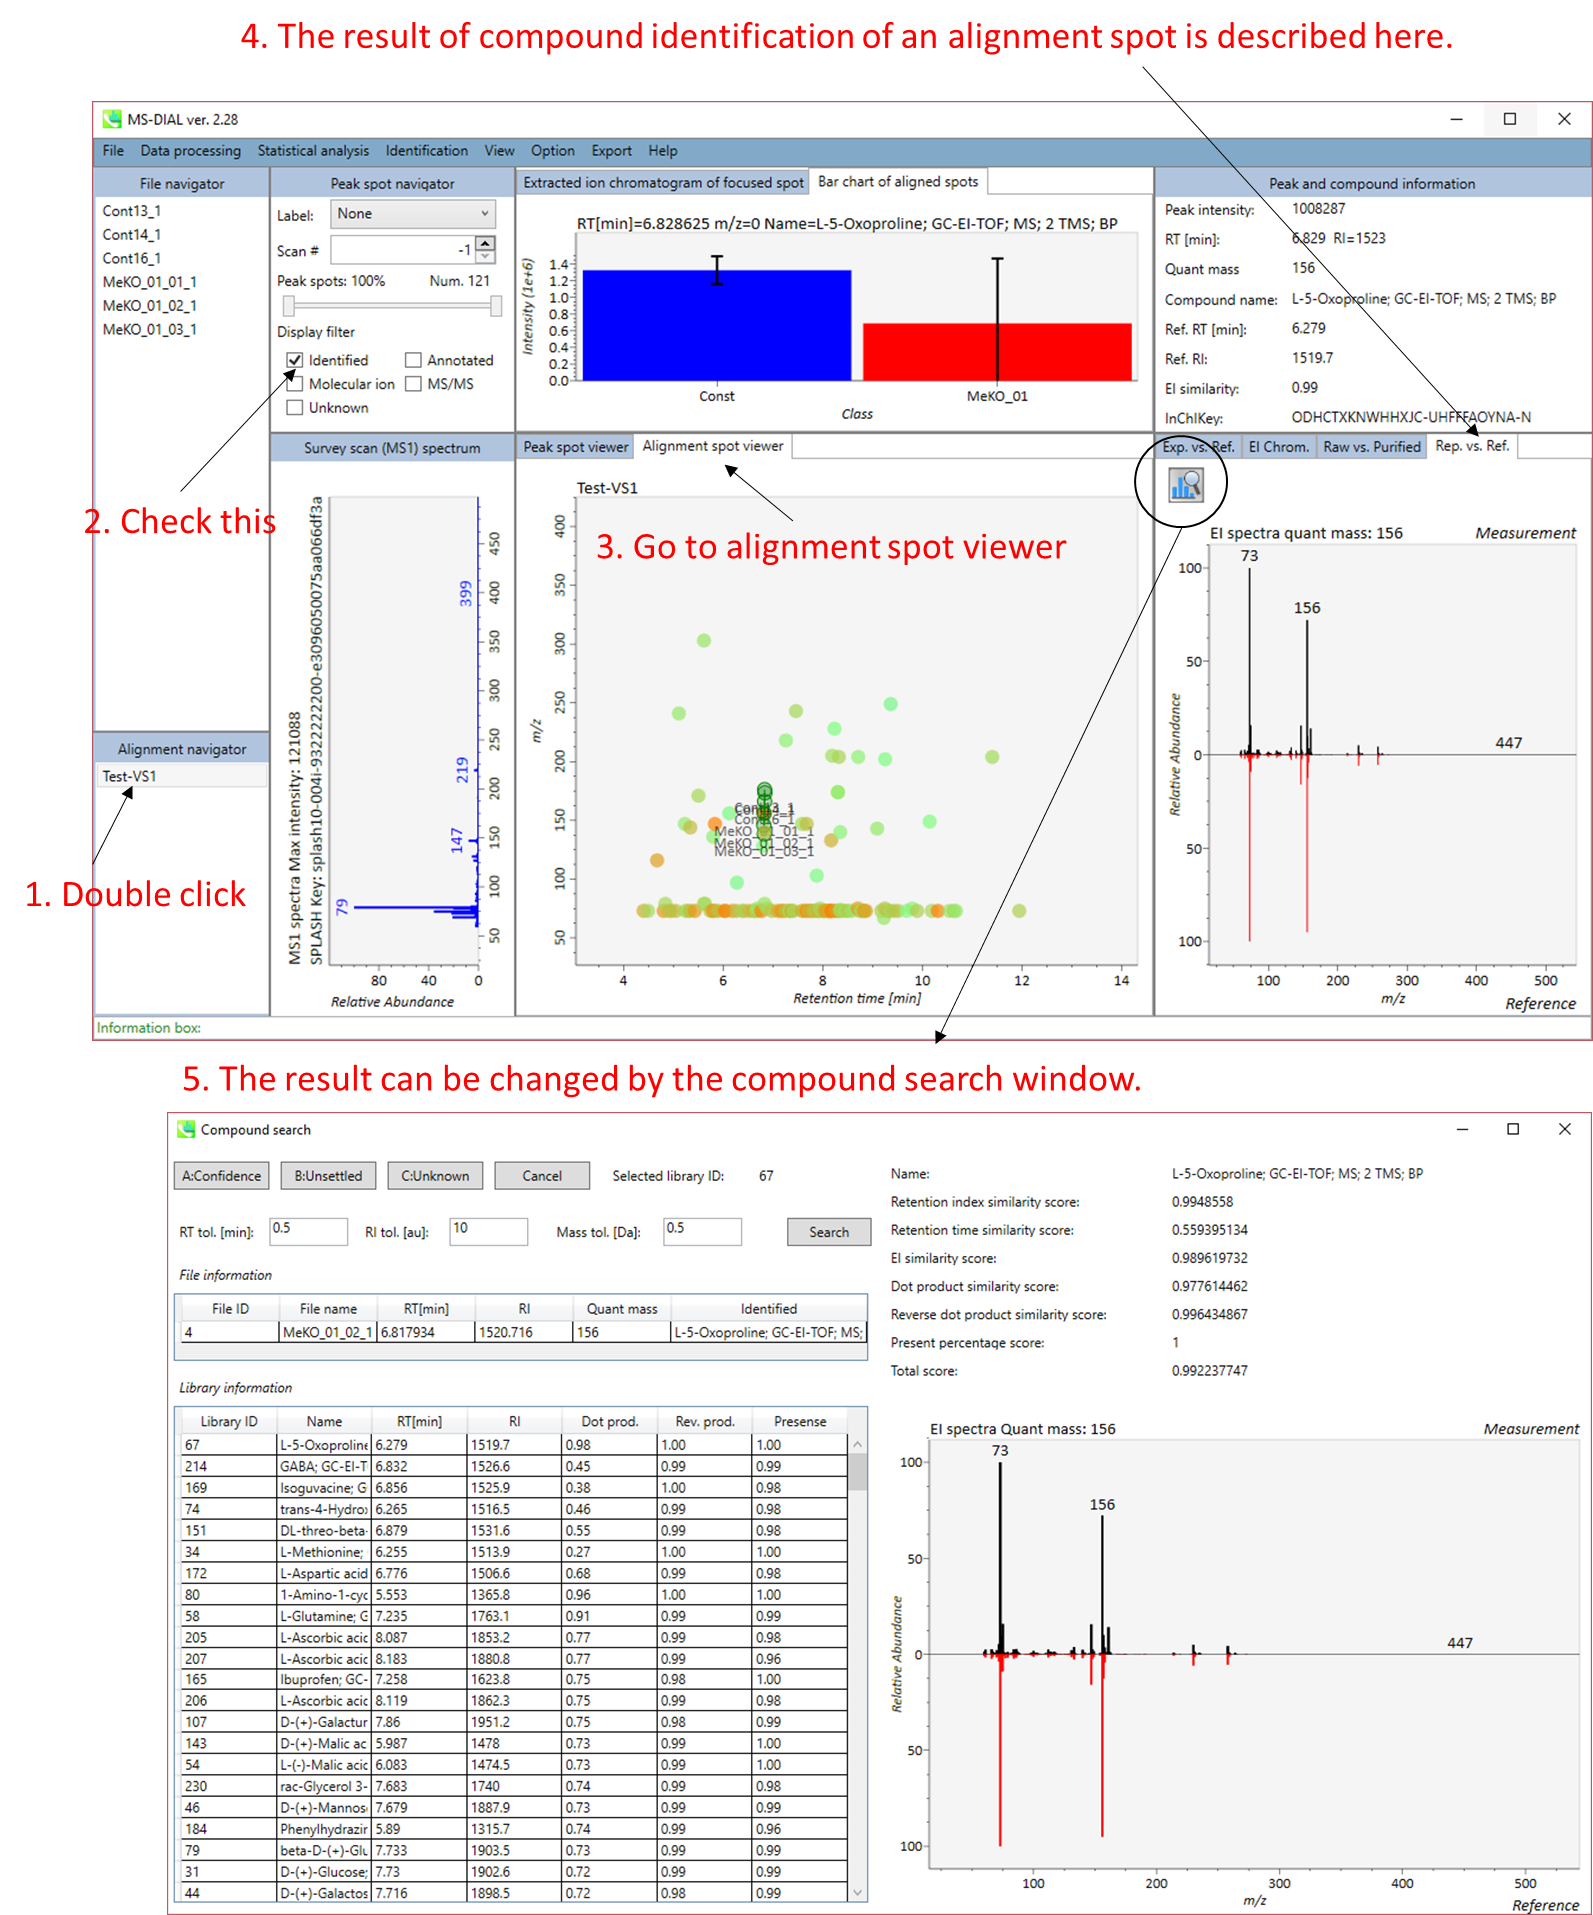 4. The result of compound identification of an alignment spot is described here.
MS-DIAL ver. 2.28
File Data processing Statistical analysis Identification View Option Export Help
File navigator
Cont13_1
Cont14_1
Cont16_1
MeKO_01_01_1
MeKO_01_02_1
MeKO_01_03_1
Peak spot navigator
Label: None
Scan # -1
Peak spots: 100% Num. 121
Display filter
Identified Annotated
Molecular ion MS/MS
Unknown
Extracted ion chromatogram of focused spot Bar chart of aligned spots
RT[min]=6.828625 m/z=0 Name=L-5-Oxoproline; GC-EI-TOF; MS; 2 TMS; BP
Intensity (1e+6)
1.4
1.2
1.0
0.8
0.6
0.4
0.2
0.0
Const MeKO_01
Class
Peak and compound information
Peak intensity: 1008287
RT [min]: 6.829 RI=1523
Quant mass 156
Compound name: L-5-Oxoproline; GC-EI-TOF; MS; 2 TMS; BP
Ref. RT [min]: 6.279
Ref. RI: 1519.7
EI similarity: 0.99
InChIKey: ODHCTXKNWHHXJC-UHFFFAOYNA-N
2. Check this
Survey scan (MS1) spectrum
MS1 spectra Max intensity: 121088
SPLASH Key: splash10-004i-9322222200-e3096050075aa066df3a
399
219
147
79
450
400
350
300
250
200
150
100
50
80 40 0
Relative Abundance
Peak spot viewer Alignment spot viewer
Test-VS1
3. Go to alignment spot viewer
m/z
400
350
300
250
200
150
100
50
Cont13_1
Cont16_1
MeKO_01_01_1
MeKO_01_02_1
MeKO_01_03_1
4 6 8 10 12 14
Retention time [min]
Exp. vs. Ref. EI Chrom. Raw vs. Purified Rep. vs. Ref.
EI spectra quant mass: 156 Measurement
73
156
447
Relative Abundance
100
50
0
50
100
100 200 300 400 500
m/z
Reference
Alignment navigator
Test-VS1
1. Double click
Information box:
5. The result can be changed by the compound search window.
Compound search
A:Confidence B:Unsettled C:Unknown Cancel Selected library ID: 67
RT tol. [min]: 0.5 RI tol. [au]: 10 Mass tol. [Da]: 0.5 Search
File information
File ID File name RT[min] RI Quant mass Identified
4 MeKO_01_02_1 6.817934 1520.716 156 L-5-Oxoproline; GC-EI-TOF; MS;
Library information
Library ID Name RT[min] RI Dot prod. Rev. prod. Presense
67 L-5-Oxoproline 6.279 1519.7 0.98 1.00 1.00
214 GABA; GC-EI-T 6.832 1526.6 0.45 0.99 0.99
169 Isoguvacine; G 6.856 1525.9 0.38 1.00 0.98
74 trans-4-Hydro 6.265 1516.5 0.46 0.99 0.98
151 DL-threo-beta- 6.879 1531.6 0.55 0.99 0.98
34 L-Methionine; 6.255 1513.9 0.27 1.00 1.00
172 L-Aspartic acid 6.776 1506.6 0.68 0.99 0.98
80 1-Amino-1-cyc 5.553 1365.8 0.96 1.00 1.00
58 L-Glutamine; G 7.235 1763.1 0.91 0.99 0.99
205 L-Ascorbic acid 8.087 1853.2 0.77 0.99 0.98
207 L-Ascorbic acid 8.183 1880.8 0.77 0.99 0.96
165 Ibuprofen; GC- 7.258 1623.8 0.75 0.98 1.00
206 L-Ascorbic acid 8.119 1862.3 0.75 0.99 0.98
107 D-(+)-Galactur 7.86 1951.2 0.75 0.98 0.99
143 D-(+)-Malic ac 5.987 1478 0.73 0.99 1.00
54 L-(-)-Malic acid 6.083 1474.5 0.73 0.99 1.00
230 rac-Glycerol 3- 7.683 1740 0.74 0.99 0.98
46 D-(+)-Mannos 7.679 1887.9 0.73 0.99 0.99
184 Phenylhydrazir 5.89 1315.7 0.74 0.99 0.96
79 beta-D-(+)-Glu 7.733 1903.5 0.73 0.99 0.99
31 D-(+)-Glucose; 7.73 1902.6 0.72 0.99 0.99
44 D-(+)-Galactos 7.716 1898.5 0.72 0.98 0.99
Name: L-5-Oxoproline; GC-EI-TOF; MS; 2 TMS; BP
Retention index similarity score: 0.9948558
Retention time similarity score: 0.559395134
EI similarity score: 0.989619732
Dot product similarity score: 0.977614462
Reverse dot product similarity score: 0.996434867
Present percentage score: 1
Total score: 0.992237747
EI spectra Quant mass: 156 Measurement
73
156
447
Relative Abundance
100
50
0
50
100
100 200 300 400 500
m/z
Reference